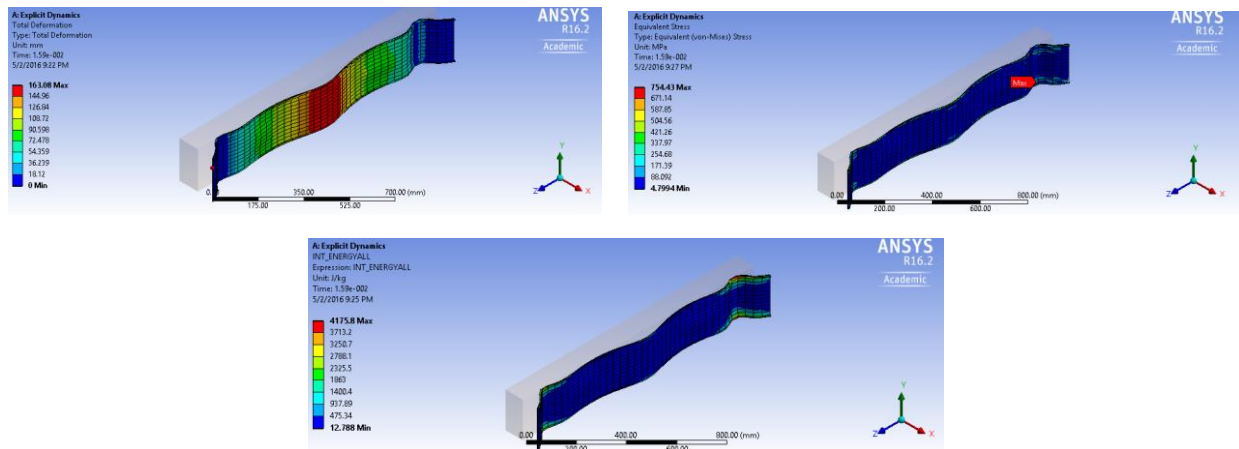 A: Explicit Dynamics
Total Deformation
Type: Total Deformation
Unit: mm
Time: 1.59e-002
5/2/2016 9:22 PM
163.08 Max
144.96
126.84
108.72
90.598
72.478
54.359
36.239
18.12
0 Min
ANSYS
R16.2
Academic
0.00
350.00
700.00 (mm)
175.00
525.00
Y
Z
X
A: Explicit Dynamics
Equivalent Stress
Type: Equivalent (von-Mises) Stress
Unit: MPa
Time: 1.59e-002
5/2/2016 9:27 PM
754.43 Max
671.14
587.85
504.56
421.26
337.97
254.68
171.39
88.092
4.7994 Min
ANSYS
R16.2
Academic
Max
0.00
400.00
800.00 (mm)
200.00
600.00
Y
Z
X
A: Explicit Dynamics
INT_ENERGYALL
Expression: INT_ENERGYALL
Unit: J/kg
Time: 1.59e-002
5/2/2016 9:25 PM
4175.8 Max
3713.2
3250.7
2788.1
2325.5
1863
1400.4
937.89
475.34
12.788 Min
ANSYS
R16.2
Academic
0.00
400.00
800.00 (mm)
200.00
600.00
Y
Z
X